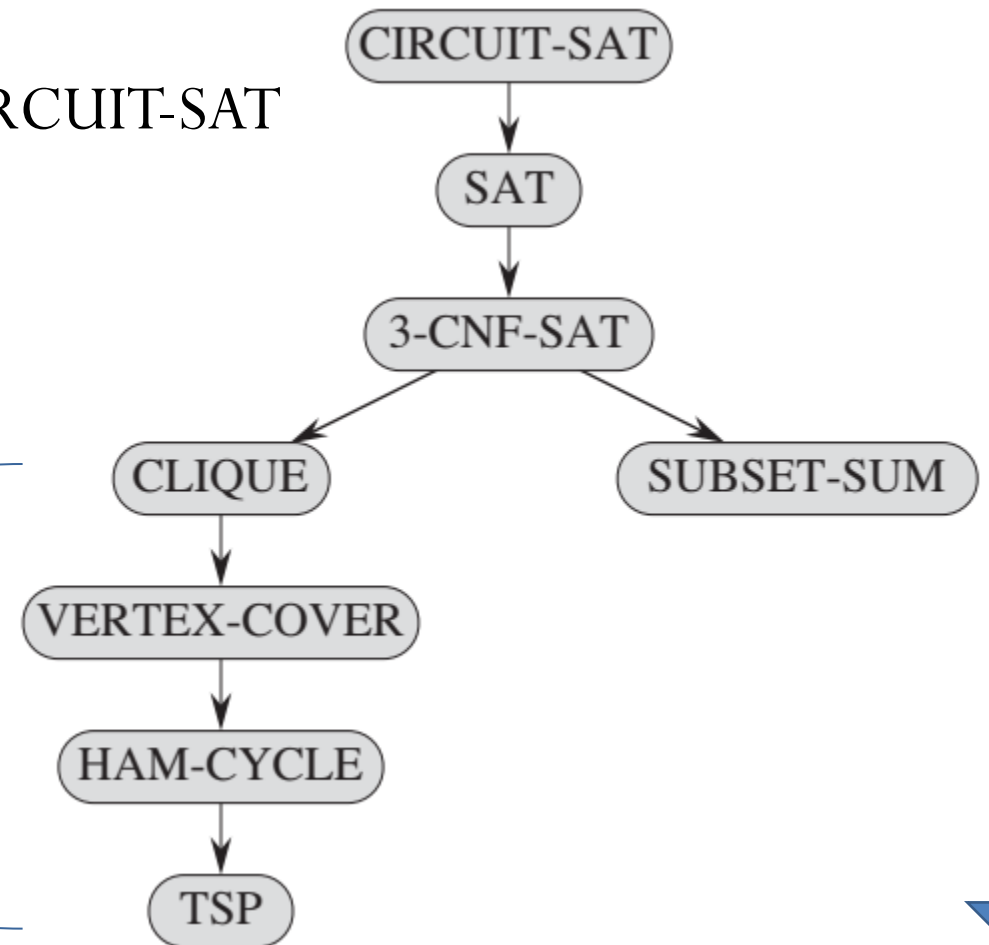 CIRCUIT-SAT
RCUIT-SAT
SAT
3-CNF-SAT
CLIQUE
SUBSET-SUM
VERTEX-COVER
HAM-CYCLE
TSP